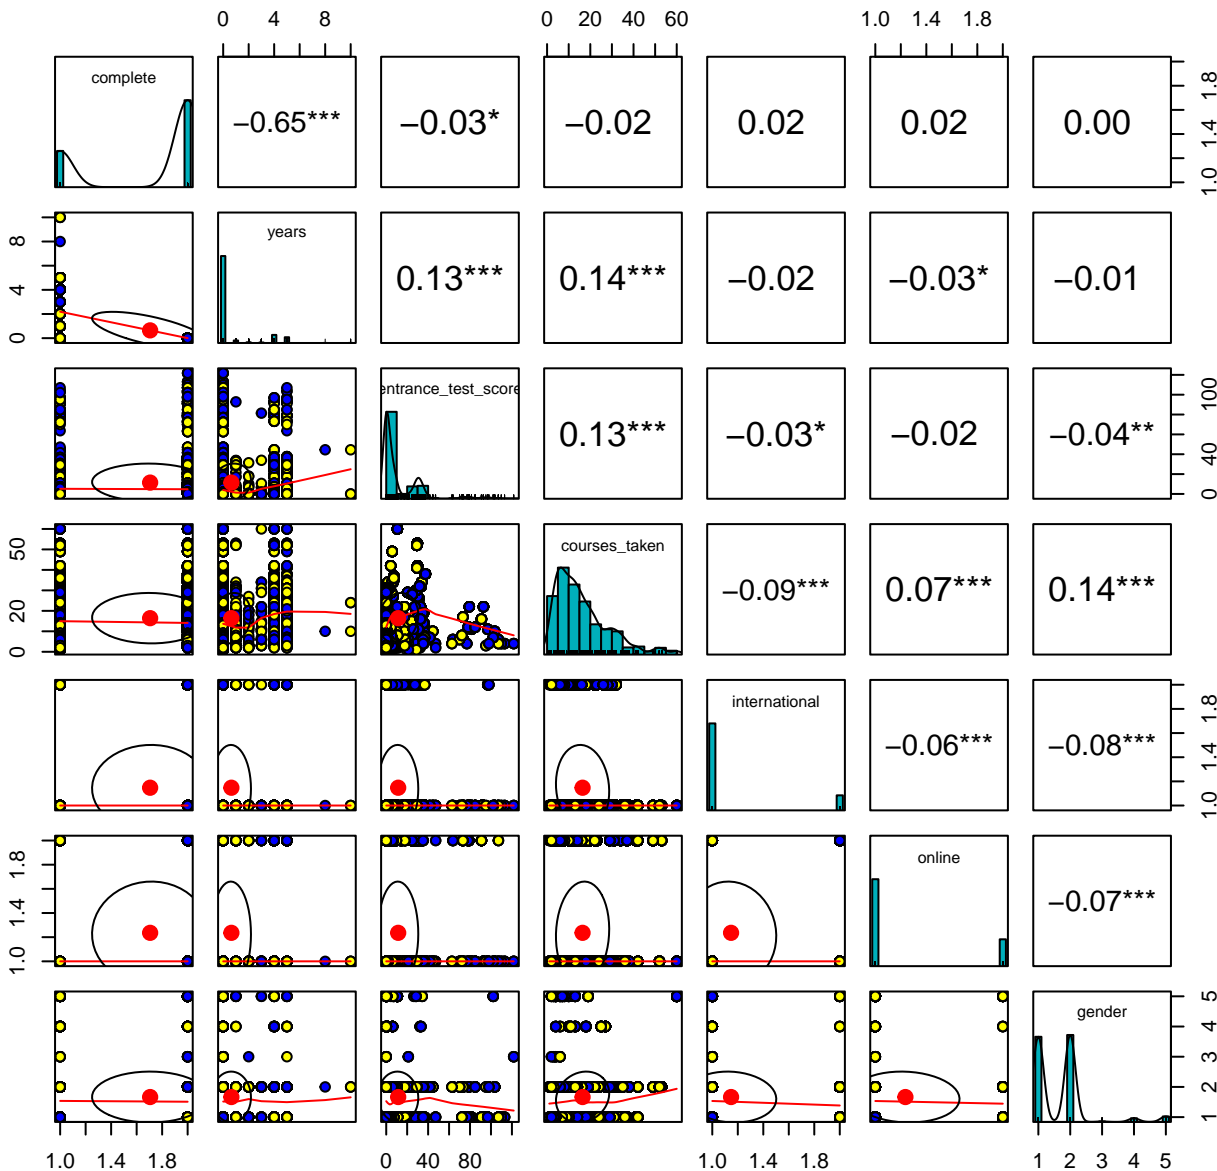 0 4 8 0 20 40 60 1.0 1.4 1.8
complete −0.65*** −0.03* −0.02 0.02 0.02 0.00 1.0 1.4 1.8
0 4 8 years 0.13*** 0.14*** −0.02 −0.03* −0.01
entrance_test_score 0.13*** −0.03* −0.02 −0.04** 0 40 100
0 20 50 courses_taken −0.09*** 0.07*** 0.14***
international −0.06*** −0.08*** 1.0 1.4 1.8
1.0 1.4 1.8 online −0.07***
gender 1 2 3 4 5
1.0 1.4 1.8 0 40 80 1.0 1.4 1.8 1 2 3 4 5